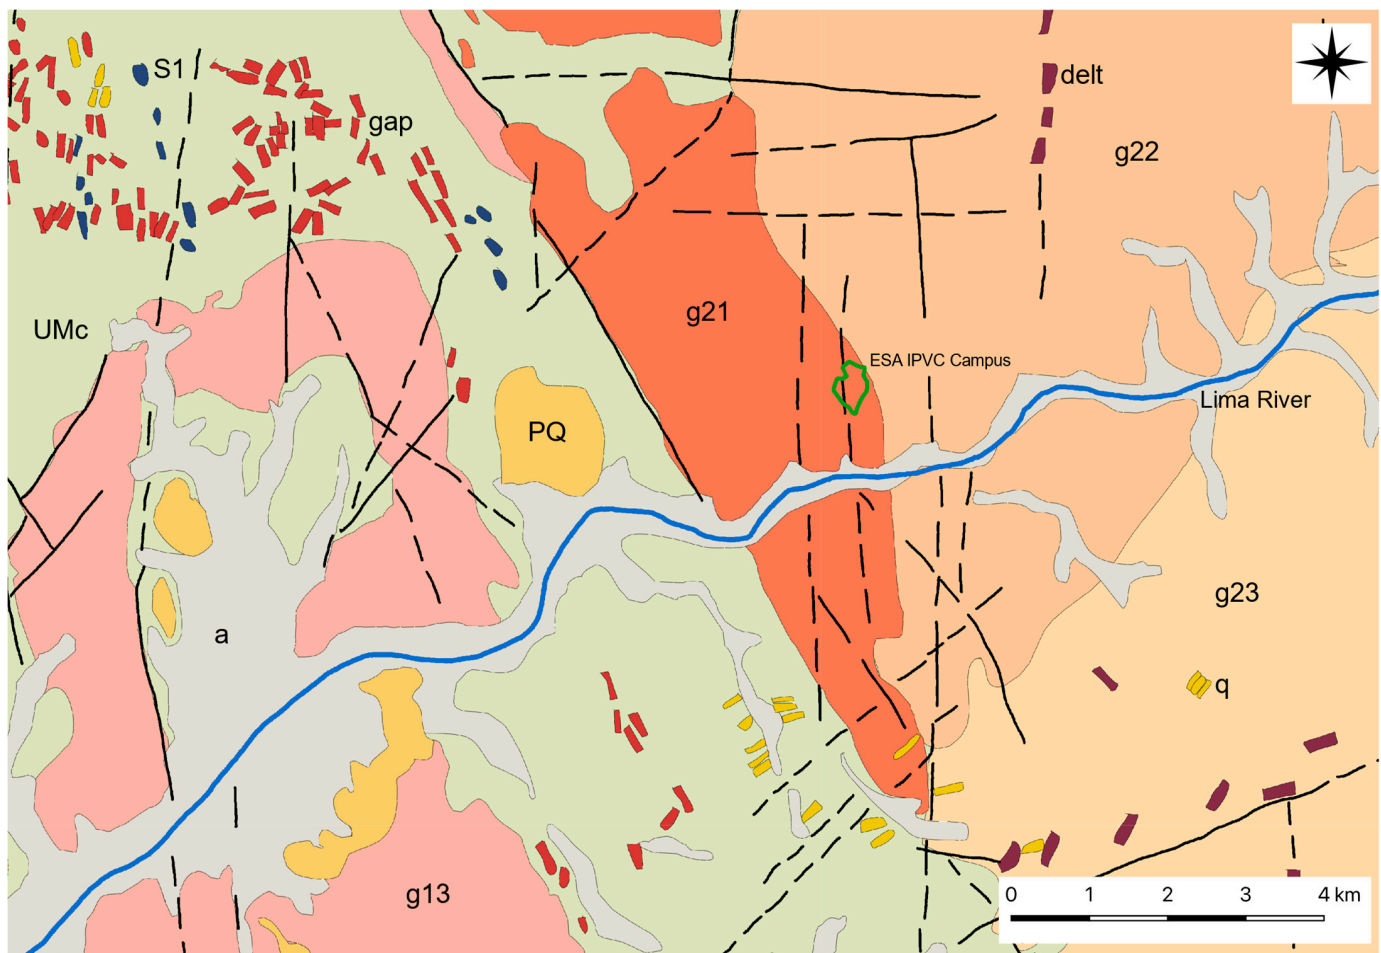 S1
delt
gap
g22
g21
UMc
ESA IPVC Campus
Lima River
PQ
g23
a
q
g13
0 1 2 3 4 km